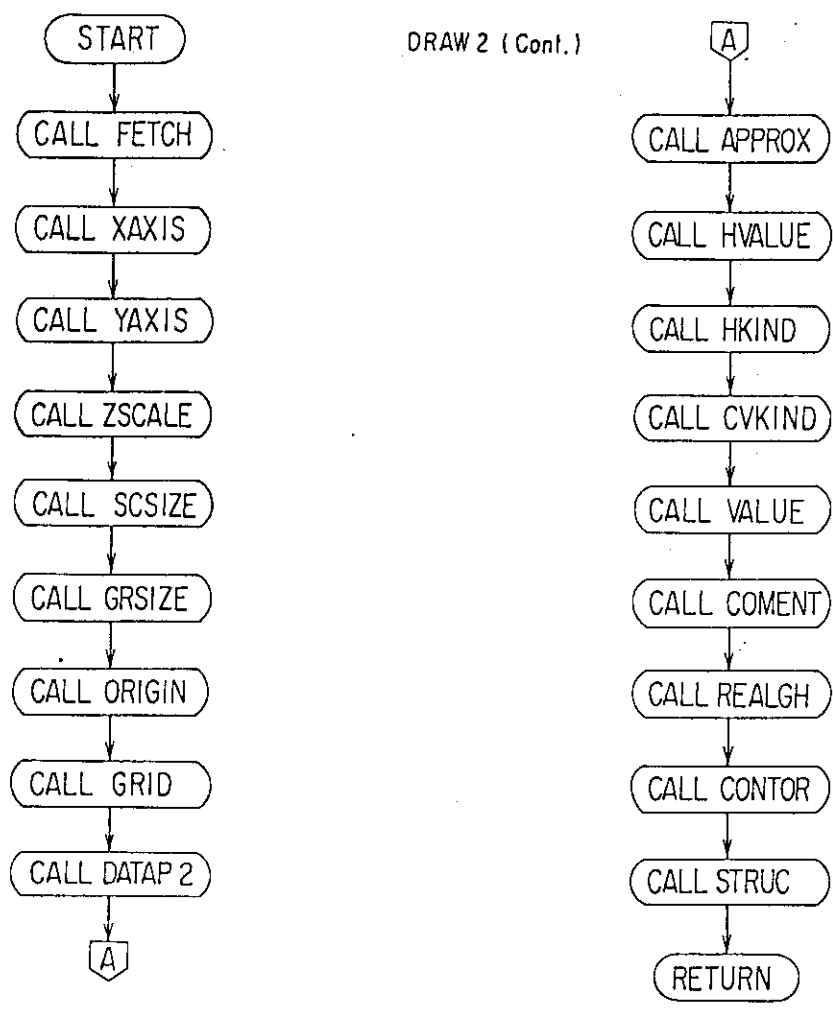 START
CALL FETCH
CALL XAXIS
CALL YAXIS
CALL ZSCALE
CALL SCSIZE
CALL GRSIZE
CALL ORIGIN
CALL GRID
CALL DATAP 2
A
DRAW 2 (Cont.)
A
CALL APPROX
CALL HVALUE
CALL HKIND
CALL CVKIND
CALL VALUE
CALL COMENT
CALL REALGH
CALL CONTOR
CALL STRUC
RETURN